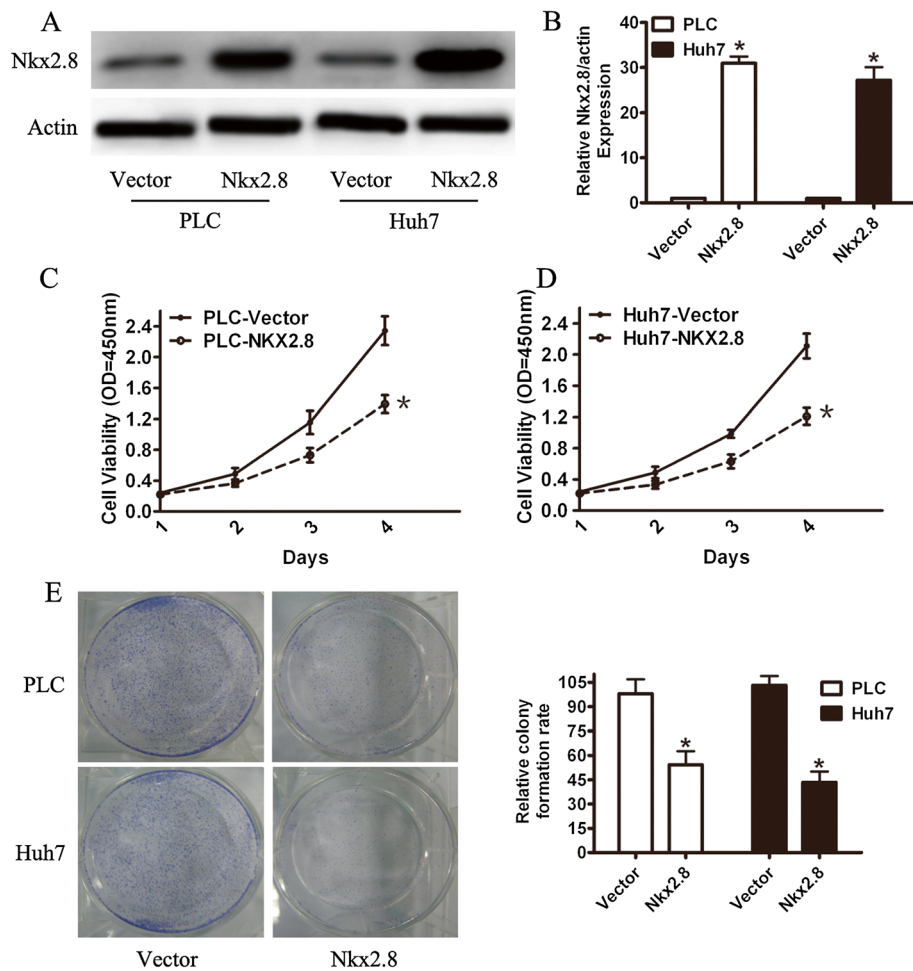 A
Nkx2.8
Actin
Vector Nkx2.8 Vector Nkx2.8
PLC Huh7
B
Relative Nkx2.8/actin
Expression
40
30
20
10
0
PLC
Huh7
*
*
Vector
Nkx2.8
Vector
Nkx2.8
C
Cell Viability (OD=450nm)
2.4
2.0
1.6
1.2
0.8
0.4
0.0
PLC-Vector
PLC-NKX2.8
*
1 2 3 4
Days
D
Cell Viability (OD=450nm)
2.4
2.0
1.6
1.2
0.8
0.4
0.0
Huh7-Vector
Huh7-NKX2.8
*
1 2 3 4
Days
E
PLC
Huh7
Vector Nkx2.8
Relative colony
formation rate
105
90
75
60
45
30
15
0
PLC
Huh7
*
*
Vector
Nkx2.8
Vector
Nkx2.8